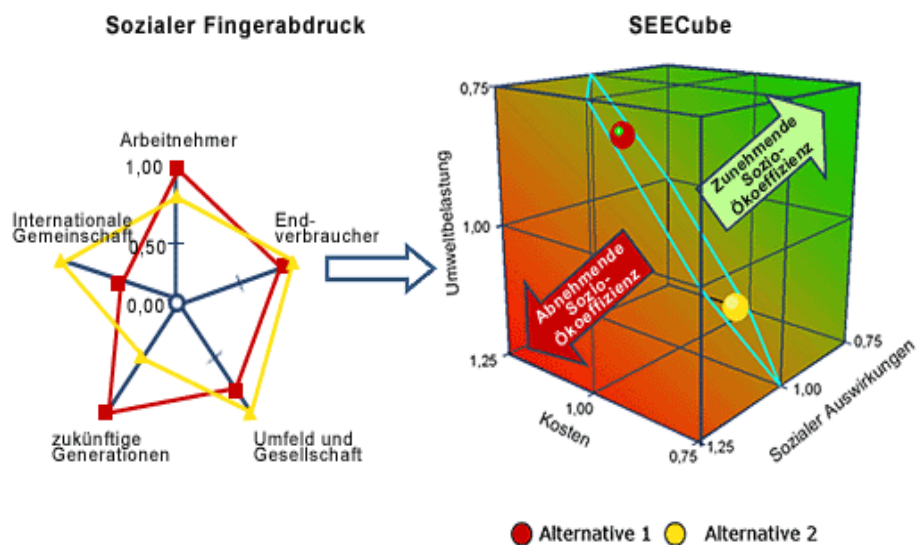 Sozialer Fingerabdruck
Arbeitnehmer
1,00
Internationale
Gemeinschaft
0,50
End-
verbraucher
0,00
zukünftige
Generationen
Umfeld und
Gesellschaft
SEECube
0,75
Umweltbelastung
1,00
1,25
Zunehmende
Sozio-
Ökoeffizienz
Abnehmende
Sozio-
Ökoeffizienz
Kosten
1,00
0,75
1,25
Sozialer Auswirkungen
1,00
0,75
Alternative 1
Alternative 2